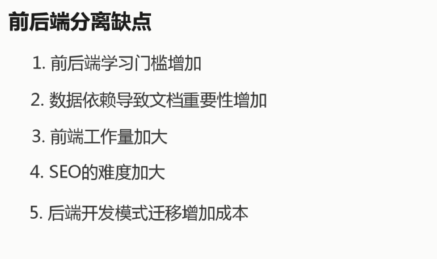 前后端分离缺点
1. 前后端学习门槛增加
2. 数据依赖导致文档重要性增加
3. 前端工作量加大
4. SEO的难度加大
5. 后端开发模式迁移增加成本